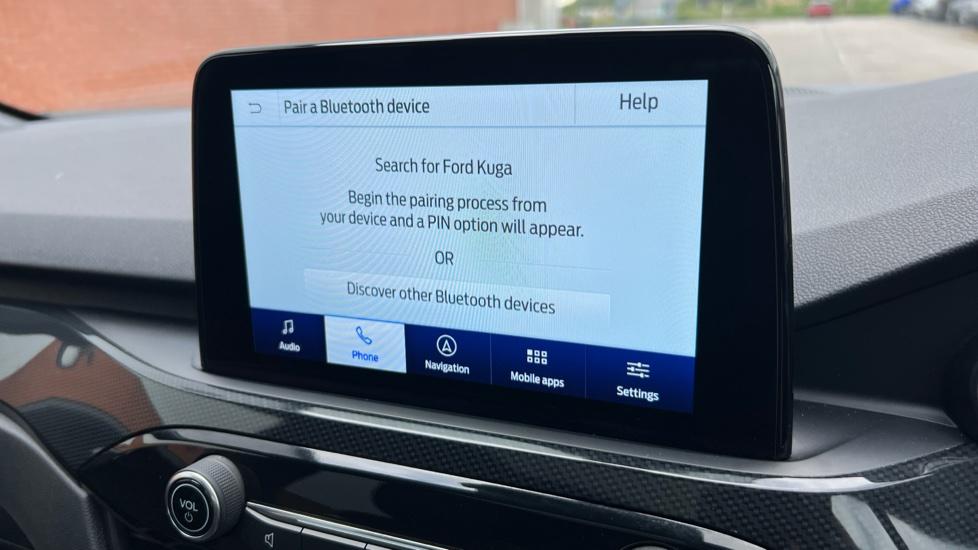 Pair a Bluetooth device
Help
Search for Ford Kuga
Begin the pairing process from
your device and a PIN option will appear.
OR
Discover other Bluetooth devices
Audio
Phone
Navigation
Mobile apps
Settings
VOL